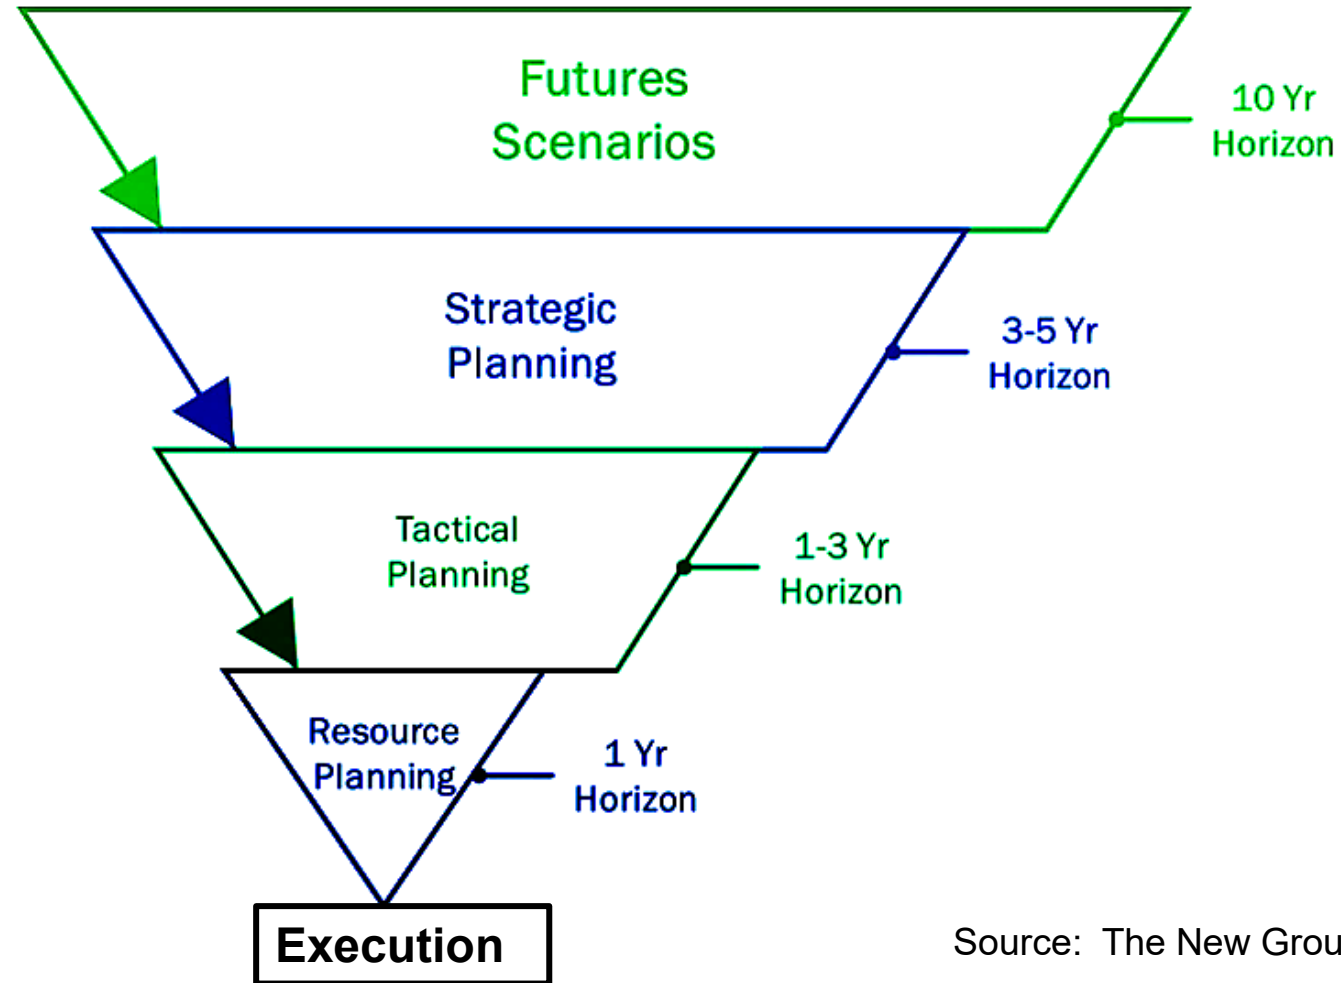 Futures
Scenarios
10 Yr
Horizon
Strategic
Planning
3-5 Yr
Horizon
Tactical
Planning
1-3 Yr
Horizon
Resource
Planning
1 Yr
Horizon
Execution
Source: The New Grou